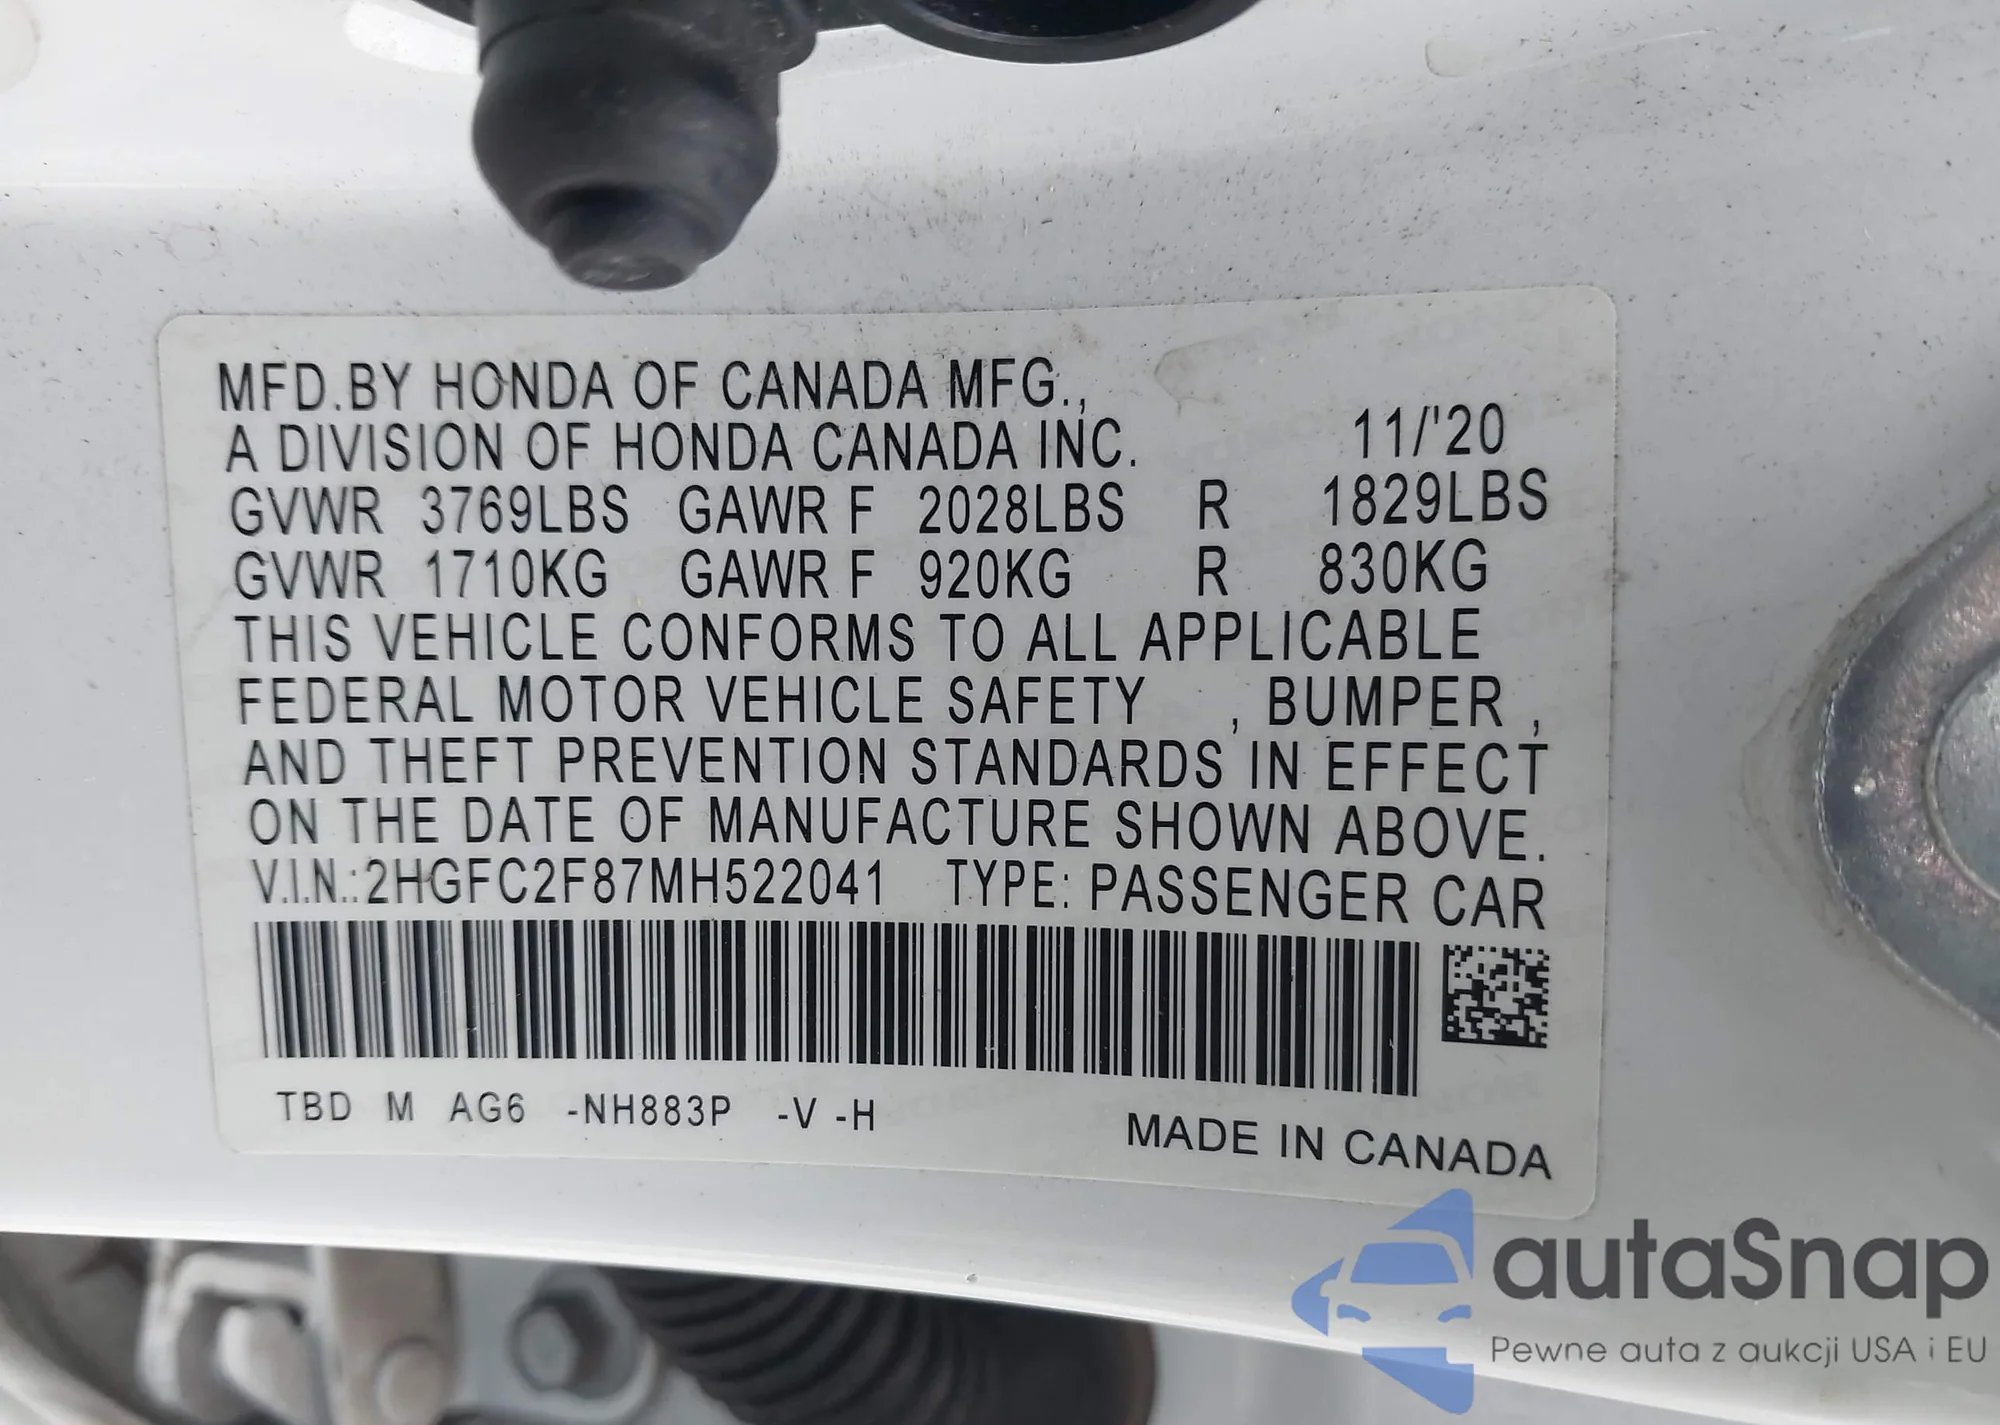 MFD.BY HONDA OF CANADA MFG.,
A DIVISION OF HONDA CANADA INC. 11/'20
GVWR 3769LBS GAWR F 2028LBS R 1829LBS
GVWR 1710KG GAWR F 920KG R 830KG
THIS VEHICLE CONFORMS TO ALL APPLICABLE
FEDERAL MOTOR VEHICLE SAFETY , BUMPER ,
AND THEFT PREVENTION STANDARDS IN EFFECT
ON THE DATE OF MANUFACTURE SHOWN ABOVE.
V.I.N.:2HGFC2F87MH522041 TYPE: PASSENGER CAR
TBD M AG6 -NH883P -V -H
MADE IN CANADA
autaSnap
Pewne auta z aukcji USA i EU